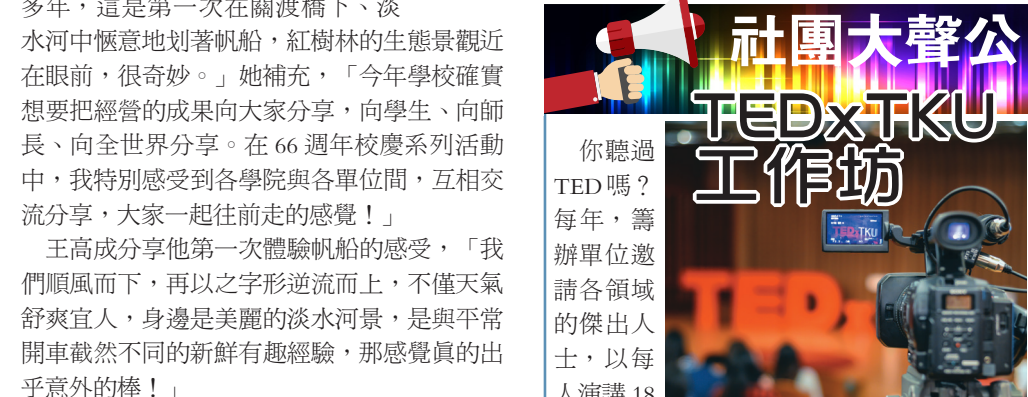 多年，這是第一次在關渡橋下、淡
水河中愜意地划著帆船，紅樹林的生態景觀近
在眼前，很奇妙。」她補充，「今年學校確實
想要把經營的成果向大家分享，向學生、向師
長、向全世界分享。在 66 週年校慶系列活動
中，我特別感受到各學院與各單位間，互相交
流分享，大家一起往前走的感覺！」
王高成分享他第一次體驗帆船的感受，「我
們順風而下，再以之字形逆流而上，不僅天氣
舒爽宜人，身邊是美麗的淡水河景，是與平常
開車截然不同的新鮮有趣經驗，那感覺真的出
乎意外的棒！」
社團大聲公
TEDxTKU
工作坊
你聽過
TED 嗎？
每年，籌
辦單位邀
請各領域
的傑出人
士，以每
人演講 18
TEDxTKU
TEDx